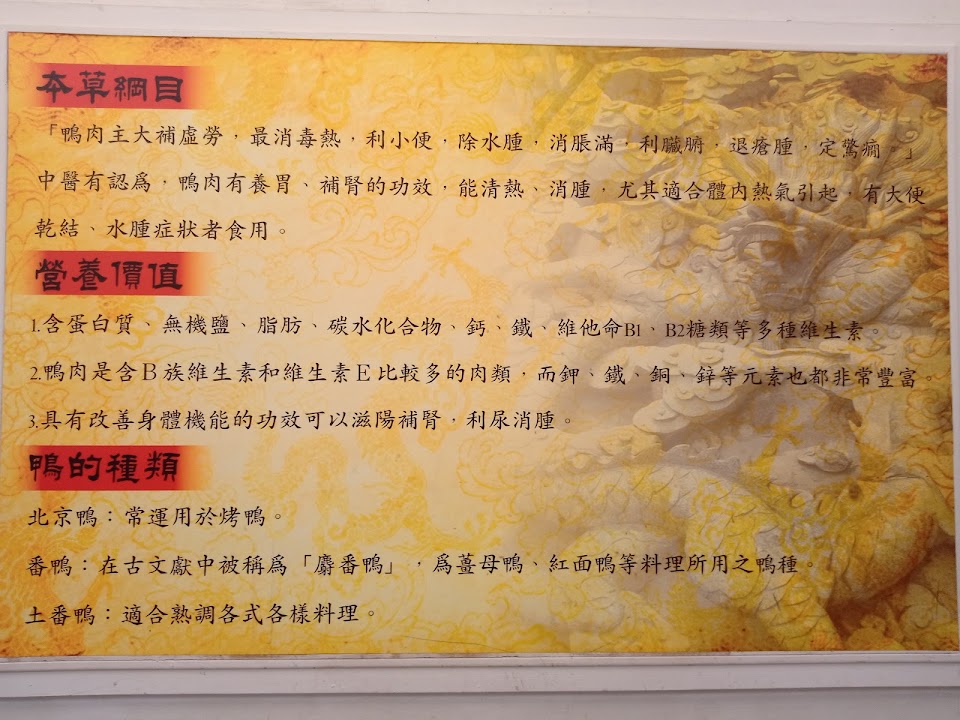 本草綱目
「鴨肉主大補虛勞，最消毒熱，利小便，除水腫，消脹滿，利臟腑，退瘡腫，定驚癇。」
中醫有認為，鴨肉有養胃、補腎的功效，能清熱、消腫，尤其適合體內熱氣引起，有大便
乾結、水腫症狀者食用。
營養價值
1.含蛋白質、無機鹽、脂肪、碳水化合物、鈣、鐵、維他命B1、B2糖類等多種維生素。
2.鴨肉是含B族維生素和維生素E比較多的肉類，而鉀、鐵、銅、鋅等元素也都非常豐富。
3.具有改善身體機能的功效可以滋陽補腎，利尿消腫。
鴨的種類
北京鴨：常運用於烤鴨。
番鴨：在古文獻中被稱為「麝番鴨」，為薑母鴨、紅面鴨等料理所用之鴨種。
土番鴨：適合熟調各式各樣料理。